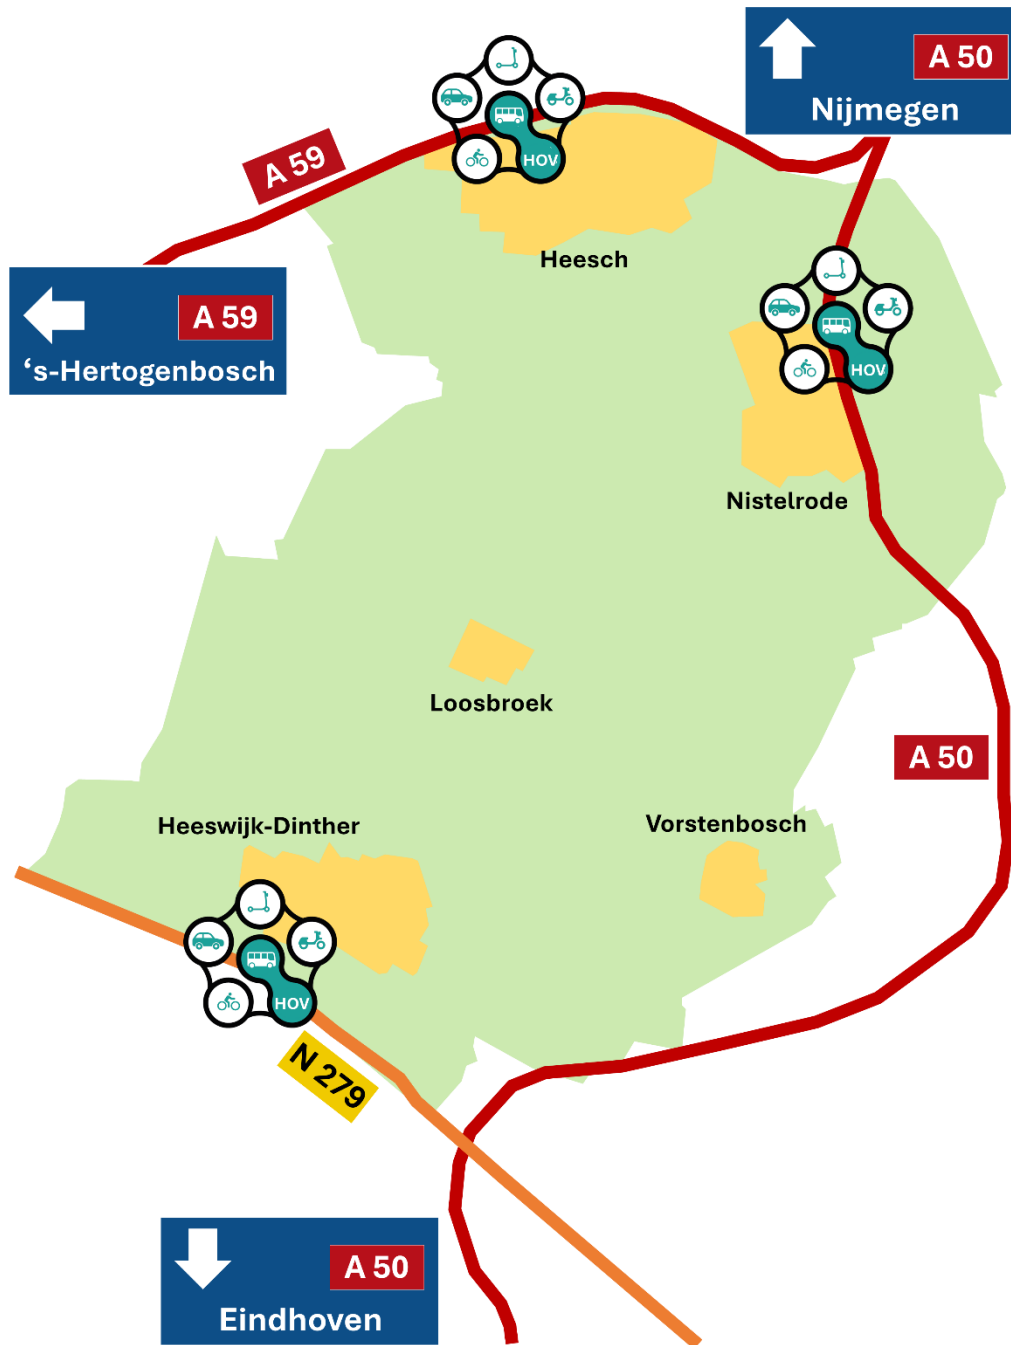 A 50
Nijmegen
A 59
HOV
Heesch
A 59
‘s-Hertogenbosch
HOV
Nistelrode
Loosbroek
A 50
Heeswijk-Dinther
Vorstenbosch
HOV
N 279
A 50
Eindhoven